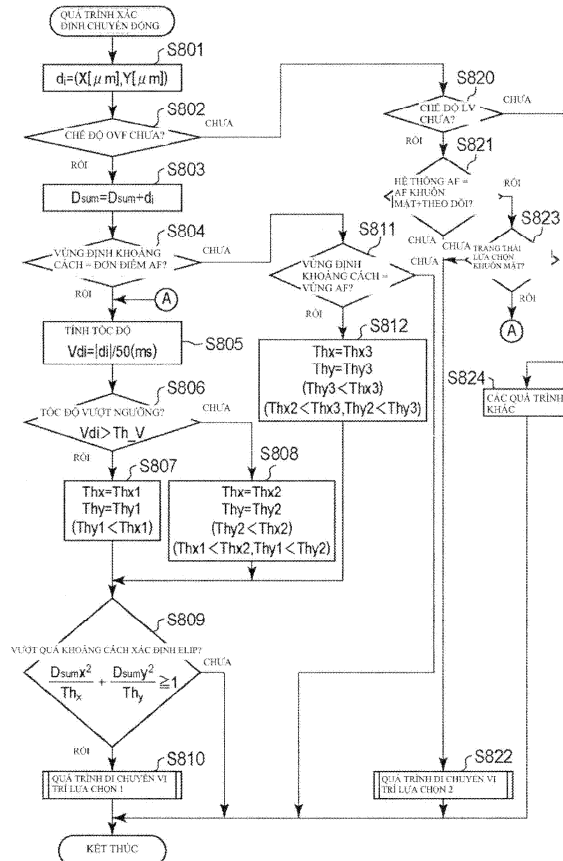 QUÁ TRÌNH XÁC
ĐỊNH CHUYỂN ĐỘNG
S801
di=(X[μm],Y[μm])
S802
CHẾ ĐỘ OVF CHƯA?
CHƯA
RỒI
S803
Dsum=Dsum+di
S804
VÙNG ĐỊNH KHOẢNG
CÁCH = ĐƠN ĐIỂM AF?
CHƯA
RỒI
A
TÍNH TỐC ĐỘ
Vdi=|di|/50(ms)
S805
S806
TỐC ĐỘ VƯỢT NGƯỠNG?
Vdi>Th_V
CHƯA
RỒI
S807
Thx=Thx1
Thy=Thy1
(Thy1<Thx1)
S808
Thx=Thx2
Thy=Thy2
(Thy2<Thx2)
(Thx1<Thx2,Thy1<Thy2)
S809
VƯỢT QUÁ KHOẢNG CÁCH XÁC ĐỊNH ELIP?
Dsumx²/Thx + Dsumy²/Thy ≧1
CHƯA
RỒI
S810
QUÁ TRÌNH DI CHUYỂN VỊ
TRÍ LỰA CHỌN 1
KẾT THÚC
S811
VÙNG ĐỊNH
KHOẢNG CÁCH =
VÙNG AF?
CHƯA
RỒI
S812
Thx=Thx3
Thy=Thy3
(Thy3<Thx3)
(Thx2<Thx3,Thy2<Thy3)
S820
CHẾ ĐỘ LV
CHƯA?
CHƯA
RỒI
S821
HỆ THỐNG AF =
AF KHUÔN
MẶT+THEO DÕI?
RỒI
CHƯA
S823
TRẠNG THÁI
LỰA CHỌN
KHUÔN MẶT?
CHƯA
CHƯA
RỒI
A
S824
CÁC QUÁ TRÌNH
KHÁC
S822
QUÁ TRÌNH DI CHUYỂN VỊ
TRÍ LỰA CHỌN 2